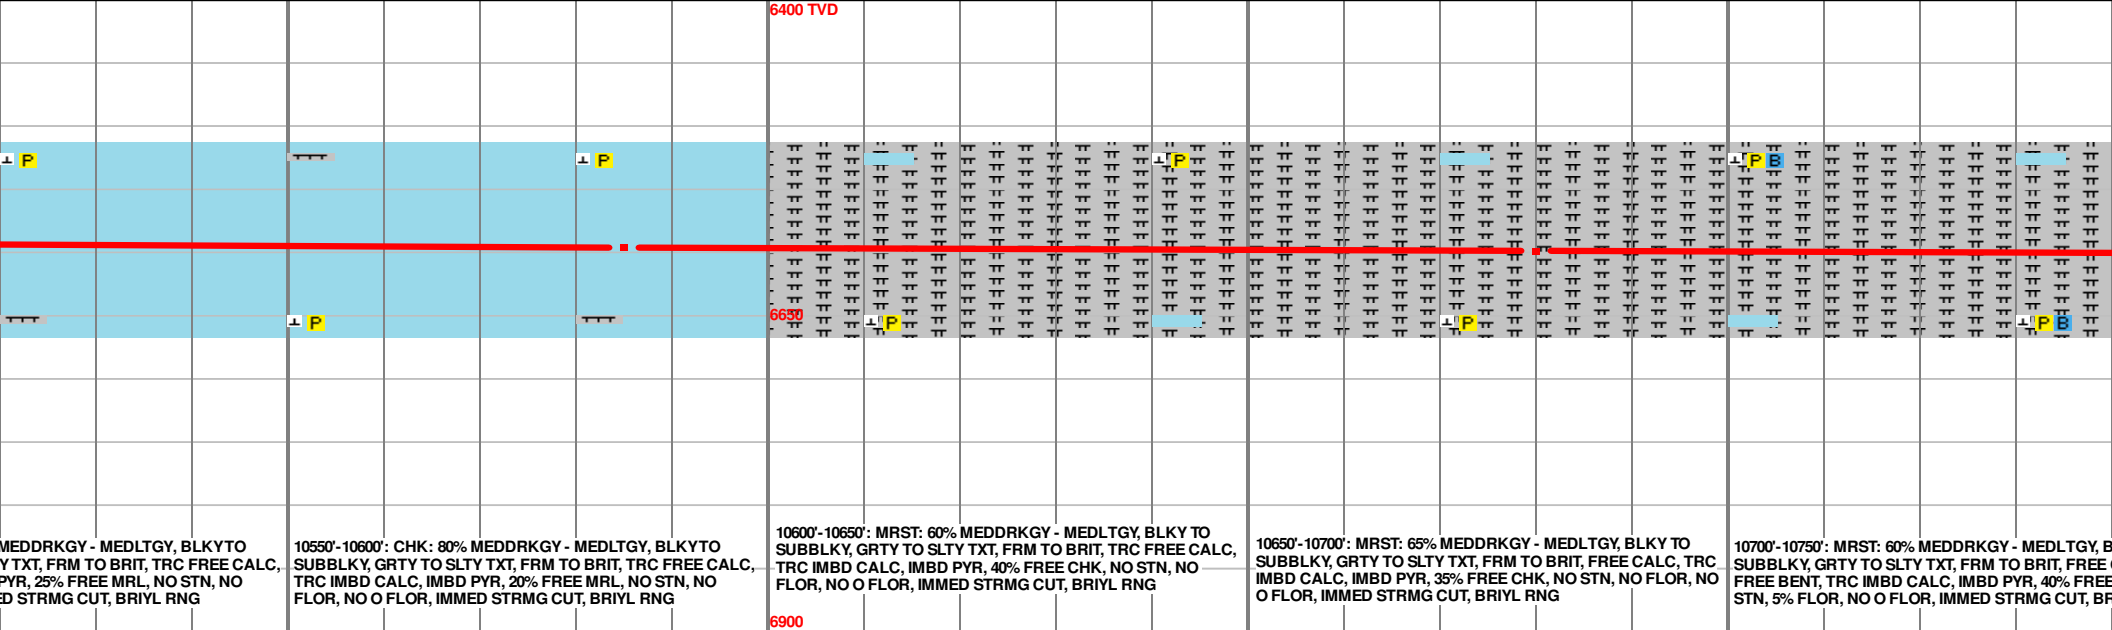 6400 TVD
P
P
P
P B
P
6650
P
P
P B
MEDDRKGY - MEDLTGY, BLKY TO
Y TXT, FRM TO BRIT, TRC FREE CALC,
PYR, 25% FREE MRL, NO STN, NO
ED STRMG CUT, BRIYL RNG
10550'-10600': CHK: 80% MEDDRKGY - MEDLTGY, BLKY TO
SUBBLKY, GRTY TO SLTY TXT, FRM TO BRIT, TRC FREE CALC,
TRC IMBD CALC, IMBD PYR, 20% FREE MRL, NO STN, NO
FLOR, NO O FLOR, IMMED STRMG CUT, BRIYL RNG
10600'-10650': MRST: 60% MEDDRKGY - MEDLTGY, BLKY TO
SUBBLKY, GRTY TO SLTY TXT, FRM TO BRIT, TRC FREE CALC,
TRC IMBD CALC, IMBD PYR, 40% FREE CHK, NO STN, NO
FLOR, NO O FLOR, IMMED STRMG CUT, BRIYL RNG
10650'-10700': MRST: 65% MEDDRKGY - MEDLTGY, BLKY TO
SUBBLKY, GRTY TO SLTY TXT, FRM TO BRIT, FREE CALC, TRC
IMBD CALC, IMBD PYR, 35% FREE CHK, NO STN, NO FLOR, NO
O FLOR, IMMED STRMG CUT, BRIYL RNG
10700'-10750': MRST: 60% MEDDRKGY - MEDLTGY, B
SUBBLKY, GRTY TO SLTY TXT, FRM TO BRIT, FREE
FREE BENT, TRC IMBD CALC, IMBD PYR, 40% FREE
STN, 5% FLOR, NO O FLOR, IMMED STRMG CUT, BR
6900